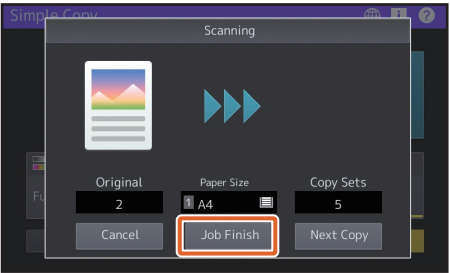 Simple Copy
Scanning
Original
Paper Size
Copy Sets
2
1 A4
5
Cancel
Job Finish
Next Copy